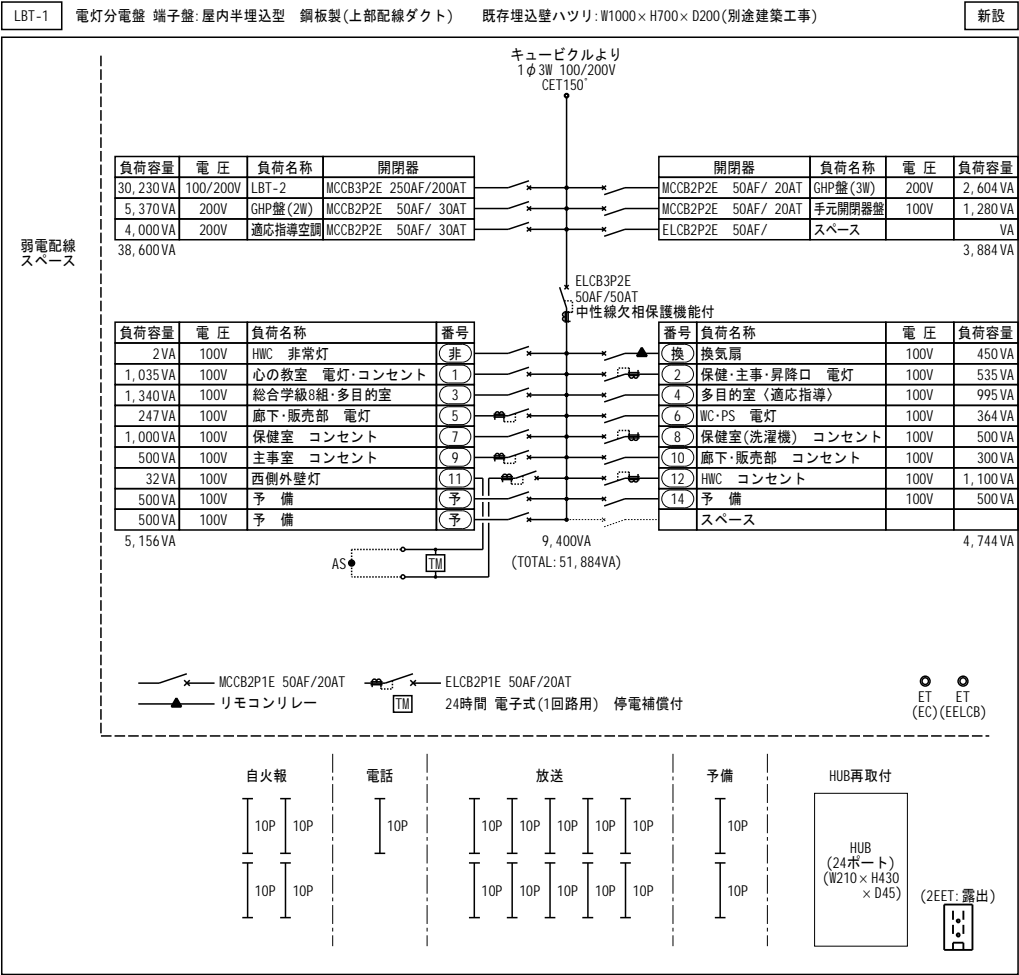 LBT-1 電灯分電盤 端子盤:屋内半埋込型 鋼板製(上部配線ダクト) 既存埋込壁ハツリ:W1000×H700×D200(別途建築工事) 新設
キュービクルより
1φ3W 100/200V
CET150゜
負荷容量 電 圧 負荷名称 開閉器
30,230VA 100/200V LBT-2 MCCB3P2E 250AF/200AT
5,370VA 200V GHP盤(2W) MCCB2P2E 50AF/ 30AT
4,000VA 200V 適応指導空調 MCCB2P2E 50AF/ 30AT
38,600VA
開閉器 負荷名称 電 圧 負荷容量
MCCB2P2E 50AF/ 20AT GHP盤(3W) 200V 2,604VA
MCCB2P2E 50AF/ 20AT 手元開閉器盤 100V 1,280VA
ELCB2P2E 50AF/ スペース VA
3,884VA
弱電配線
スペース
ELCB3P2E
50AF/50AT
中性線欠相保護機能付
負荷容量 電 圧 負荷名称 番号
2VA 100V HWC 非常灯 非
1,035VA 100V 心の教室 電灯・コンセント 1
1,340VA 100V 総合学級8組・多目的室 3
247VA 100V 廊下・販売部 電灯 5
1,000VA 100V 保健室 コンセント 7
500VA 100V 主事室 コンセント 9
32VA 100V 西側外壁灯 11
500VA 100V 予 備 予
500VA 100V 予 備 予
5,156VA
番号 負荷名称 電 圧 負荷容量
換 換気扇 100V 450VA
2 保健・主事・昇降口 電灯 100V 535VA
4 多目的室〈適応指導〉 100V 995VA
6 WC・PS 電灯 100V 364VA
8 保健室(洗濯機) コンセント 100V 500VA
10 廊下・販売部 コンセント 100V 300VA
12 HWC コンセント 100V 1,100VA
14 予 備 100V 500VA
スペース
4,744VA
9,400VA
(TOTAL:51,884VA)
AS TM
MCCB2P1E 50AF/20AT ELCB2P1E 50AF/20AT
リモコンリレー TM 24時間 電子式(1回路用) 停電補償付
ET ET
(EC) (EELCB)
自火報 電話 放送 予備 HUB再取付
10P 10P 10P 10P 10P 10P 10P 10P 10P
10P 10P 10P 10P 10P 10P 10P 10P
HUB
(24ポート)
(W210×H430
×D45)
(2EET:露出)